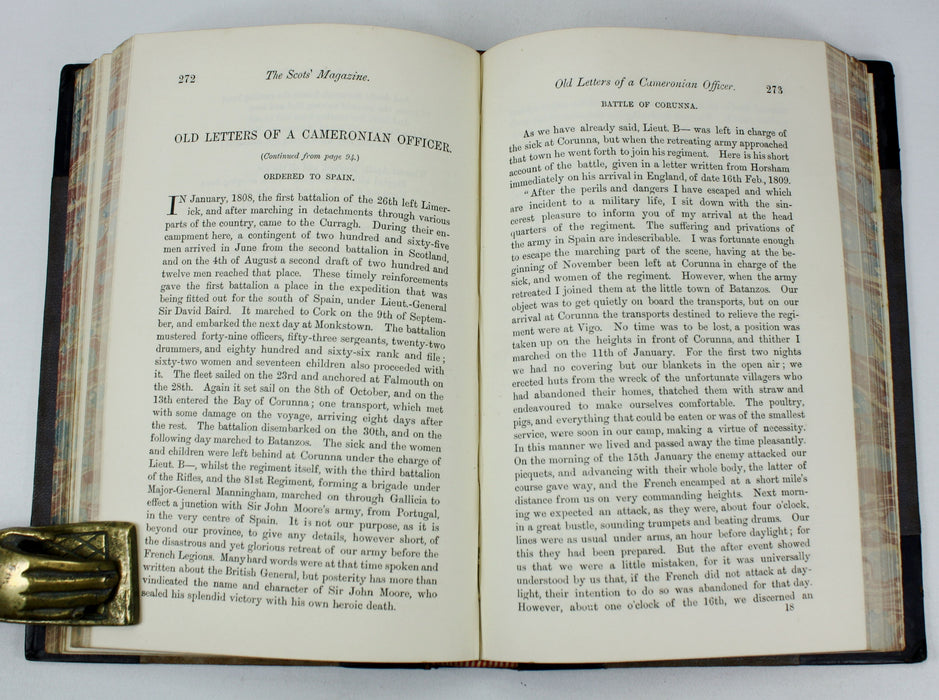 272
The Scots' Magazine.
OLD LETTERS OF A CAMERONIAN OFFICER.
(Continued from page 94.)
ORDERED TO SPAIN.
IN January, 1808, the first battalion of the 26th left Limer-
ick, and after marching in detachments through various
parts of the country, came to the Curragh. During their en-
campment here, a contingent of two hundred and sixty-five
men arrived in June from the second battalion in Scotland,
and on the 4th of August a second draft of two hundred and
twelve men reached that place. These timely reinforcements
gave the first battalion a place in the expedition that was
being fitted out for the south of Spain, under Lieut.-General
Sir David Baird. It marched to Cork on the 9th of Septem-
ber, and embarked the next day at Monkstown. The battalion
mustered forty-nine officers, fifty-three sergeants, twenty-two
drummers, and eighty hundred and sixty-six rank and file;
sixty-two women and seventeen children also proceeded with
it. The fleet sailed on the 23rd and anchored at Falmouth on
the 28th. Again it set sail on the 8th of October, and on the
13th entered the Bay of Corunna; one transport, which met
with some damage on the voyage, arriving eight days after
the rest. The battalion disembarked on the 30th, and on the
following day marched to Batanzos. The sick and the women
and children were left behind at Corunna under the charge of
Lieut. B—, whilst the regiment itself, with the third battalion
of the Rifles, and the 81st Regiment, forming a brigade under
Major-General Manningham, marched on through Gallicia to
effect a junction with Sir John Moore's army, from Portugal,
in the very centre of Spain. It is not our purpose, as it is
beyond our province, to give any details, however short, of
the disastrous and yet glorious retreat of our army before the
French Legions. Many hard words were at that time spoken and
written about the British General, but posterity has more than
vindicated the name and character of Sir John Moore, who
sealed his splendid victory with his own heroic death.
Old Letters of a Cameronian Officer.
273
BATTLE OF CORUNNA.
As we have already said, Lieut. B— was left in charge of
the sick at Corunna, but when the retreating army approached
that town he went forth to join his regiment. Here is his short
account of the battle, given in a letter written from Horsham
immediately on his arrival in England, of date 16th Feb., 1809.
"After the perils and dangers I have escaped and which
are incident to a military life, I sit down with the sin-
cerest pleasure to inform you of my arrival at the head
quarters of the regiment. The suffering and privations of
the army in Spain are indescribable. I was fortunate enough
to escape the marching part of the scene, having at the be-
ginning of November been left at Corunna in charge of the
sick, and women of the regiment. However, when the army
retreated I joined them at the little town of Batanzos. Our
object was to get quietly on board the transports, but on our
arrival at Corunna the transports destined to relieve the regi-
ment were at Vigo. No time was to be lost, a position was
taken up on the heights in front of Corunna, and thither I
marched on the 11th of January. For the first two nights
we had no covering but our blankets in the open air; we
erected huts from the wreck of the unfortunate villagers who
had abandoned their homes, thatched them with straw and
endeavoured to make ourselves comfortable. The poultry,
pigs, and everything that could be eaten or was of the smallest
service, were soon in our camp, making a virtue of necessity.
In this manner we lived and passed away the time pleasantly.
On the morning of the 15th January the enemy attacked our
picquets, and advancing with their whole body, the latter of
course gave way, and the French encamped at a short mile's
distance from us on very commanding heights. Next morn-
ing we expected an attack, as they were, about four o'clock,
in a great bustle, sounding trumpets and beating drums. Our
lines were as usual under arms, an hour before daylight; for
this they had been prepared. But the after event showed
us that we were a little mistaken, for it was universally
understood by us that, if the French did not attack at day-
light, their intention to do so was abandoned for that day.
However, about one o'clock of the 16th, we discerned an
18